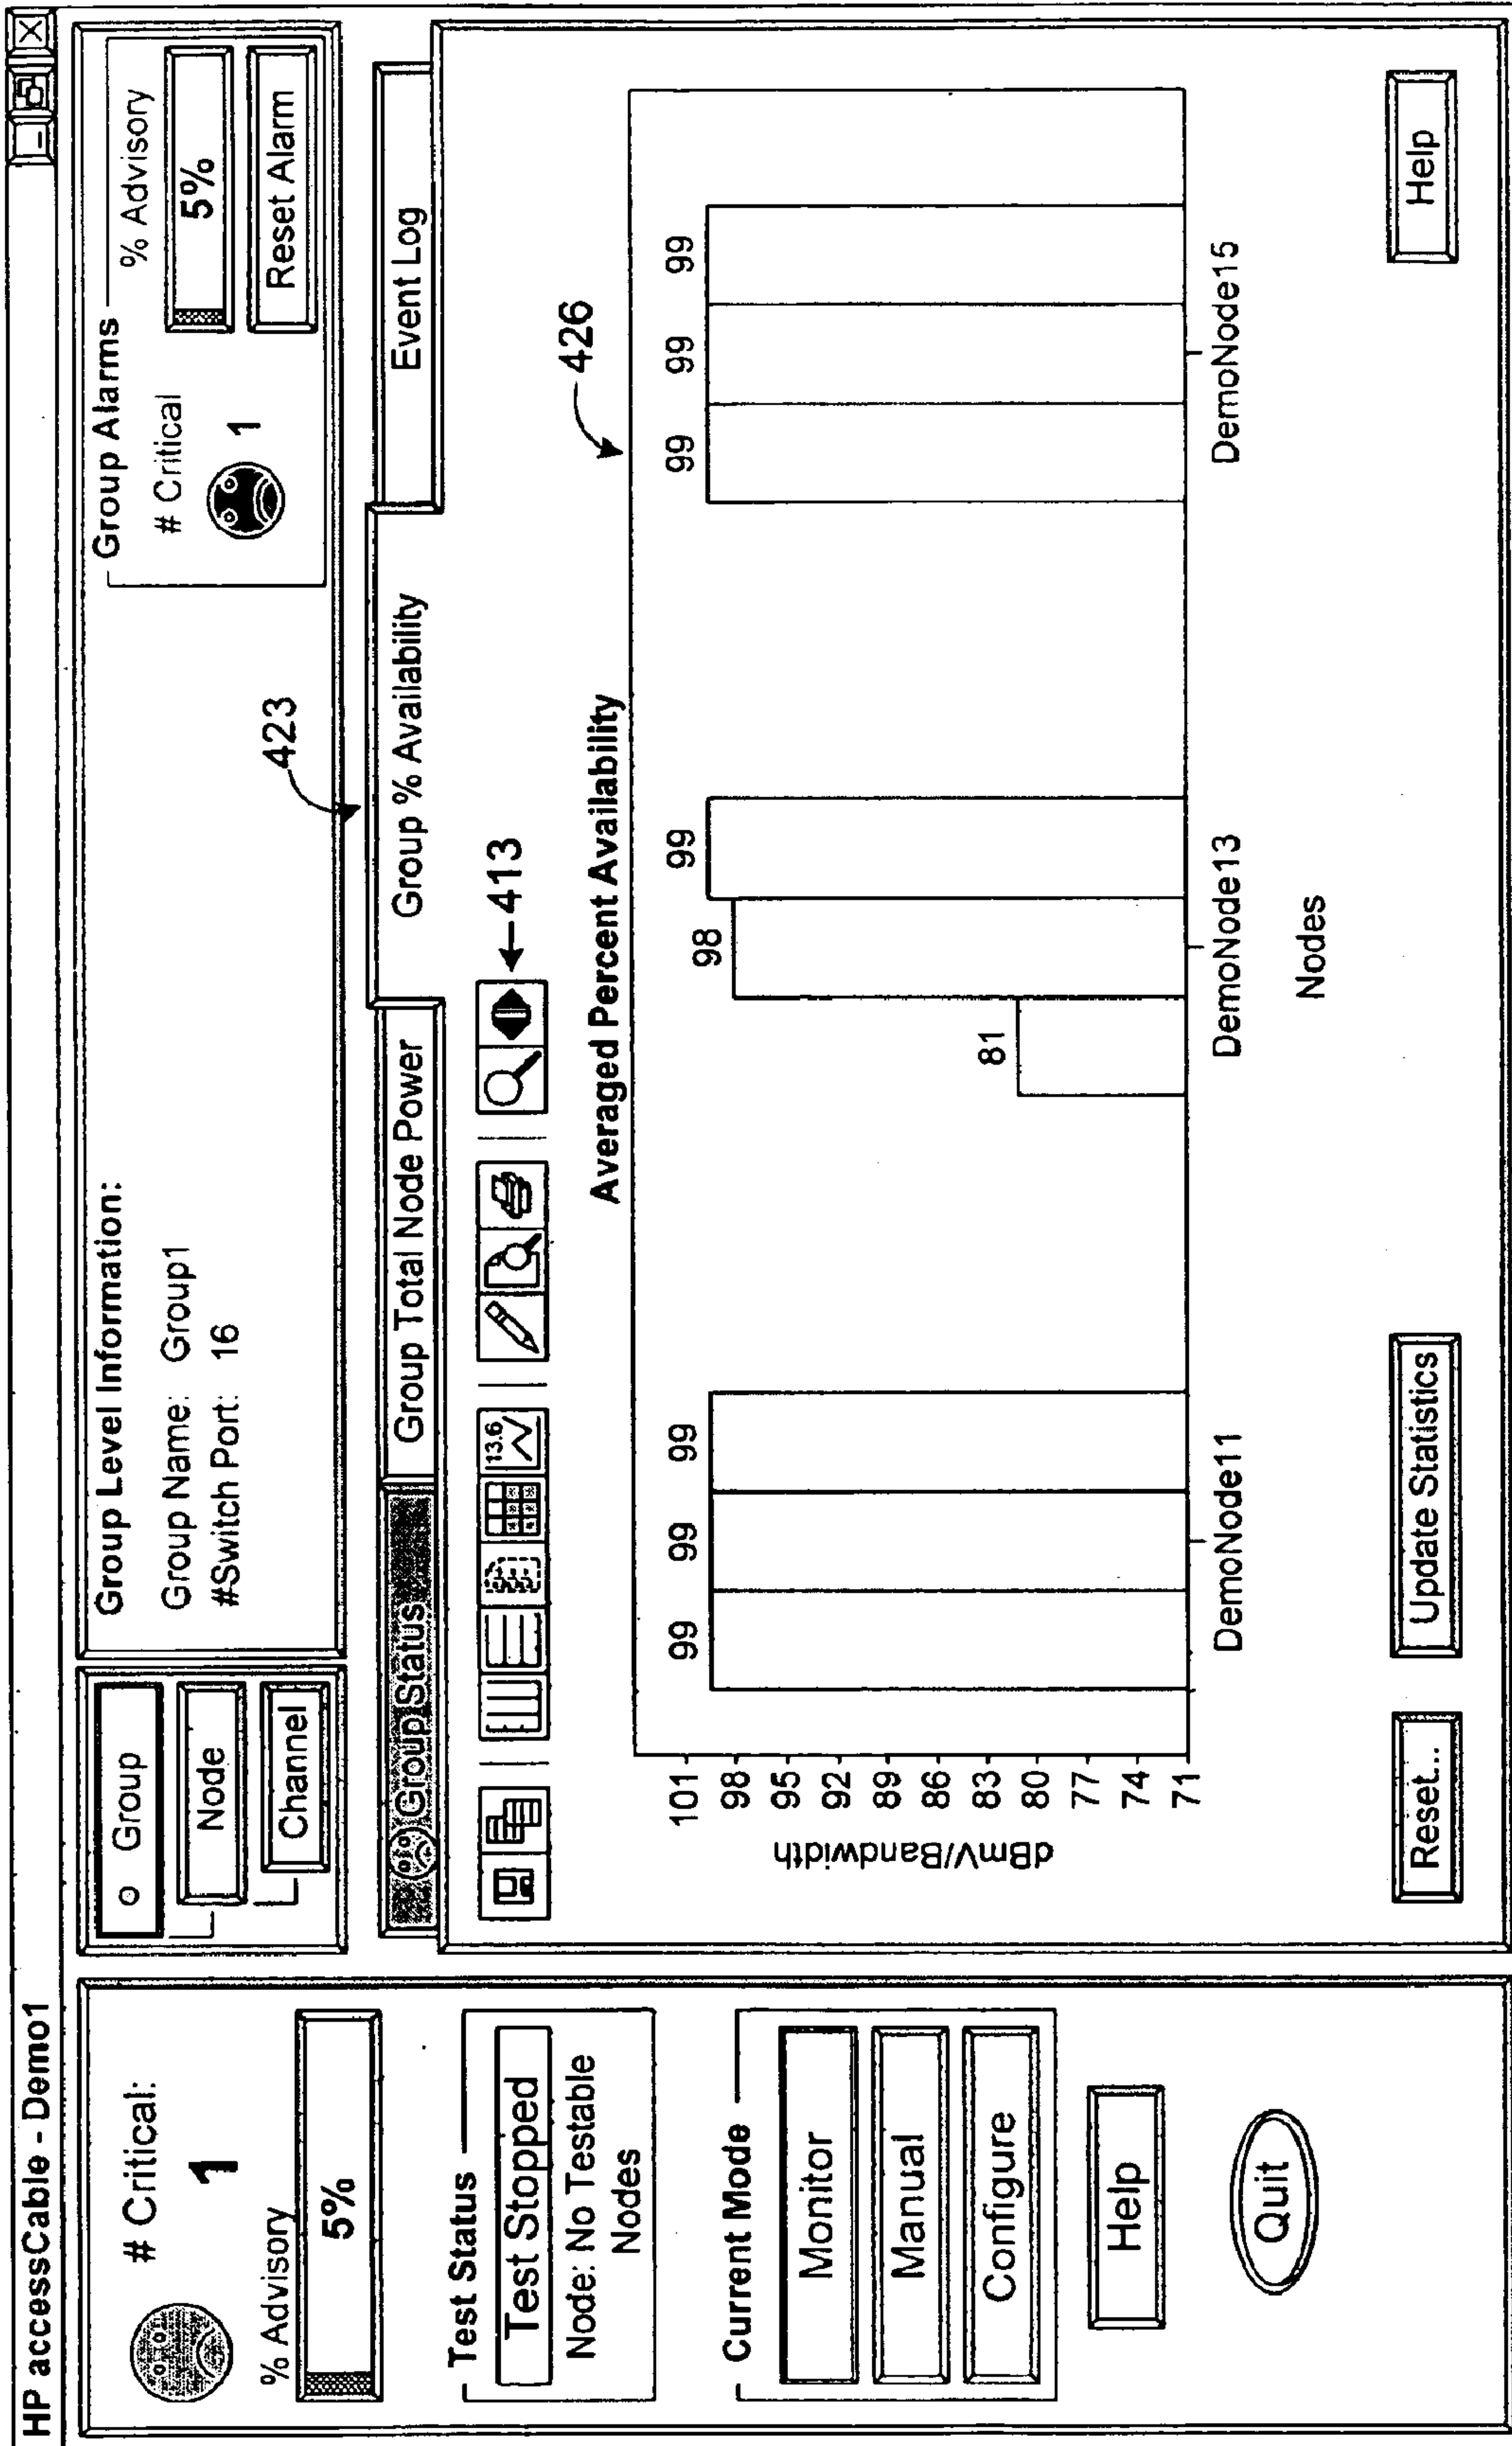 HP accessCable - Demo1
# Critical:
1
% Advisory
5%
Test Status
Test Stopped
Node: No Testable
Nodes
Current Mode
Monitor
Manual
Configure
Help
Quit
Group
Node
Channel
Group Level Information:
Group Name: Group1
#Switch Port: 16
Group Alarms
# Critical
1
% Advisory
5%
Reset Alarm
423
Group Status
Group Total Node Power
Group % Availability
Event Log
13.6
413
426
Averaged Percent Availability
dBmV/Bandwidth
101
98
95
92
89
86
83
80
77
74
71
99 99 99
81 98 99
99 99 99
DemoNode11
DemoNode13
DemoNode15
Nodes
Reset...
Update Statistics
Help